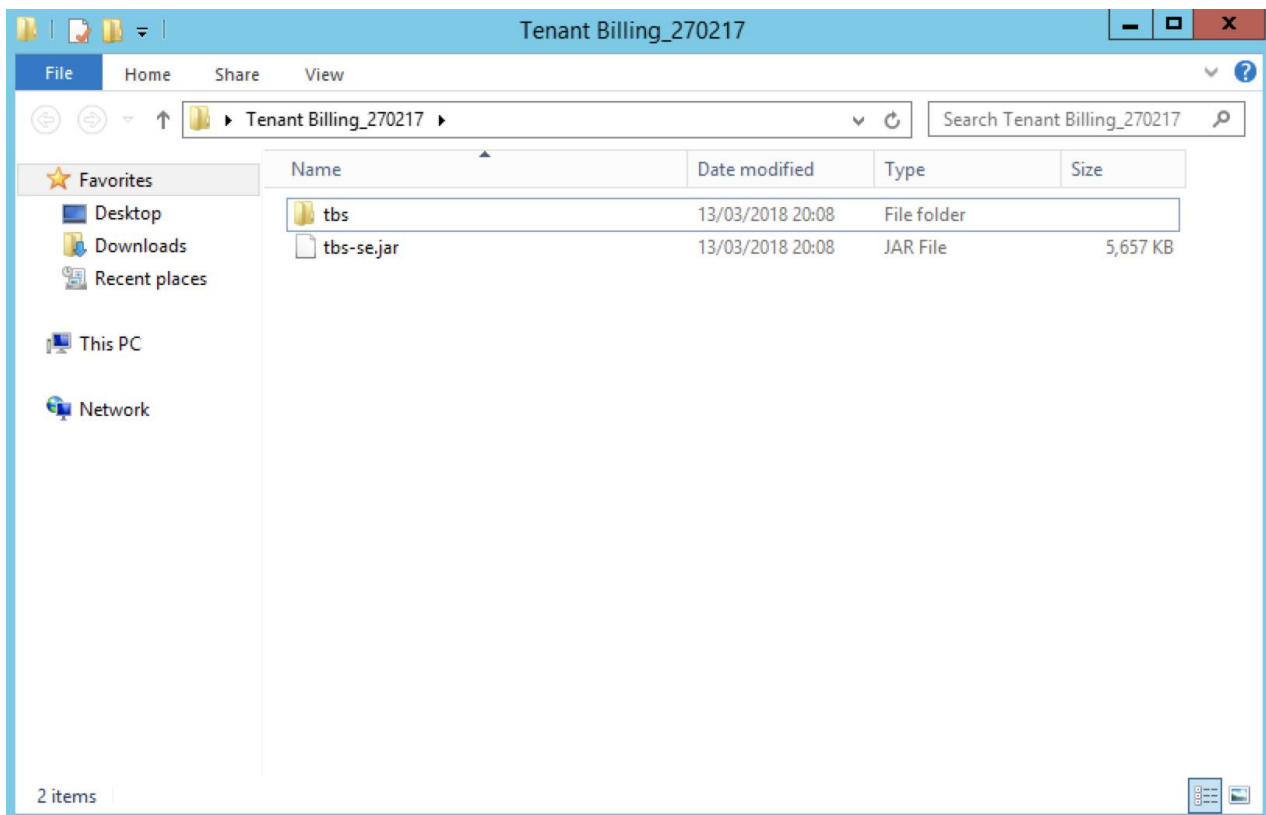 Tenant Billing_270217
File Home Share View
Tenant Billing_270217
Search Tenant Billing_270217
Name Date modified Type Size
Favorites
Desktop
Downloads
Recent places
This PC
Network
tbs 13/03/2018 20:08 File folder
tbs-se.jar 13/03/2018 20:08 JAR File 5,657 KB
2 items